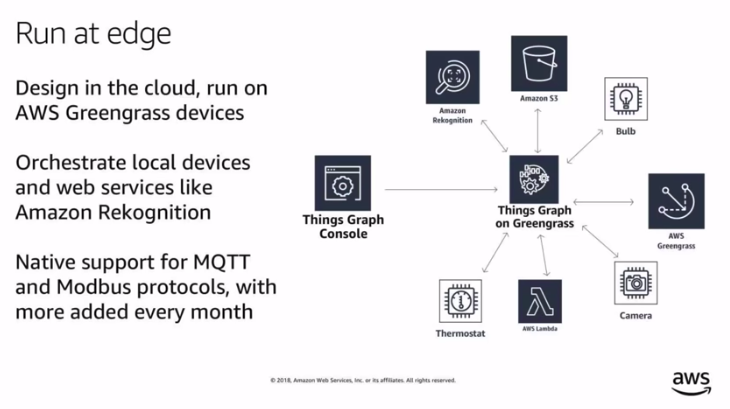 Run at edge
Design in the cloud, run on
AWS Greengrass devices
Orchestrate local devices
and web services like
Amazon Rekognition
Native support for MQTT
and Modbus protocols, with
more added every month
Amazon
Rekognition
Amazon S3
Bulb
Things Graph
Console
Things Graph
on Greengrass
AWS
Greengrass
Thermostat
AWS Lambda
Camera
© 2018, Amazon Web Services, Inc. or its affiliates. All rights reserved.
aws